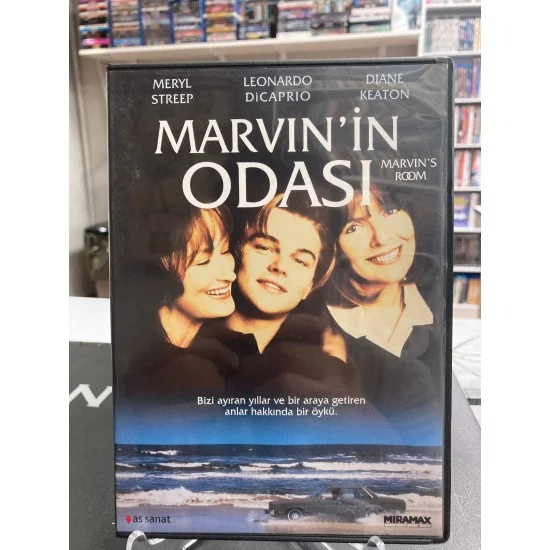 MERYL STREEP
LEONARDO DiCAPRIO
DIANE KEATON
MARVIN'İN
ODASI
MARVIN'S
ROOM
Bizi ayıran yıllar ve bir araya getiren
anlar hakkında bir öykü.
as sanat
MIRAMAX